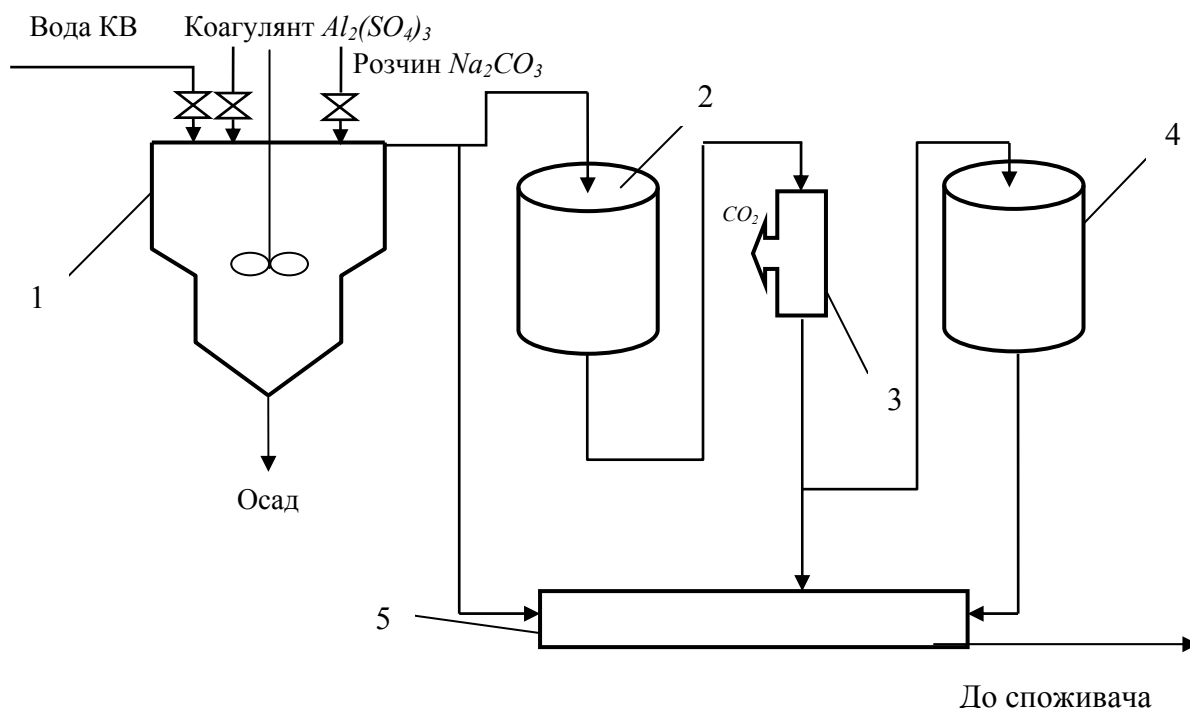 Вода КВ
Коагулянт Al₂(SO₄)₃
Розчин Na₂CO₃
2
4
CO₂
1
3
Осад
5
До споживача